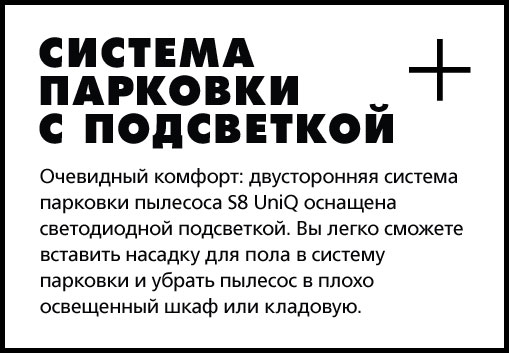 СИСТЕМА
ПАРКОВКИ
С ПОДСВЕТКОЙ
Очевидный комфорт: двусторонняя система
парковки пылесоса S8 UniQ оснащена
светодиодной подсветкой. Вы легко сможете
вставить насадку для пола в систему
парковки и убрать пылесос в плохо
освещенный шкаф или кладовую.